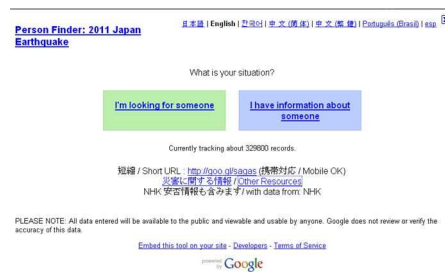 Person Finder: 2011 Japan Earthquake
日本語 | English | 한국어 | 中文(简体) | 中文(繁體) | Português (Brasil) | esp
What is your situation?
I'm looking for someone
I have information about someone
Currently tracking about 329800 records.
短縮 / Short URL : http://goo.gl/sagas (携帯対応 / Mobile OK)
災害に関する情報 / Other Resources
NHK 安否情報も含みます/ with data from: NHK
PLEASE NOTE: All data entered will be available to the public and viewable and usable by anyone. Google does not review or verify the
accuracy of this data.
Embed this tool on your site - Developers - Terms of Service
powered by Google